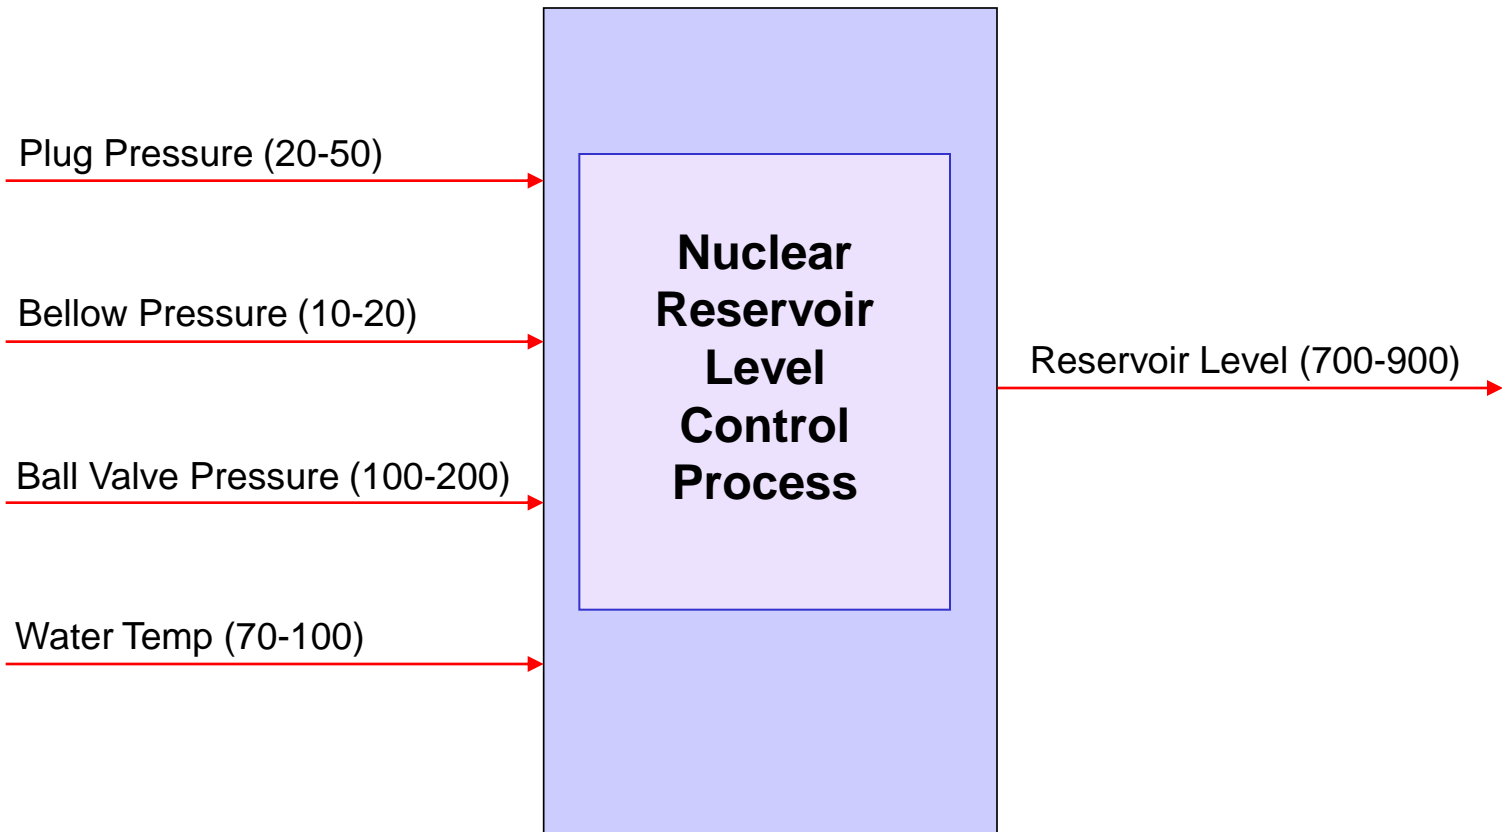 Plug Pressure (20-50)
Bellow Pressure (10-20)
Ball Valve Pressure (100-200)
Water Temp (70-100)
Nuclear
Reservoir
Level
Control
Process
Reservoir Level (700-900)